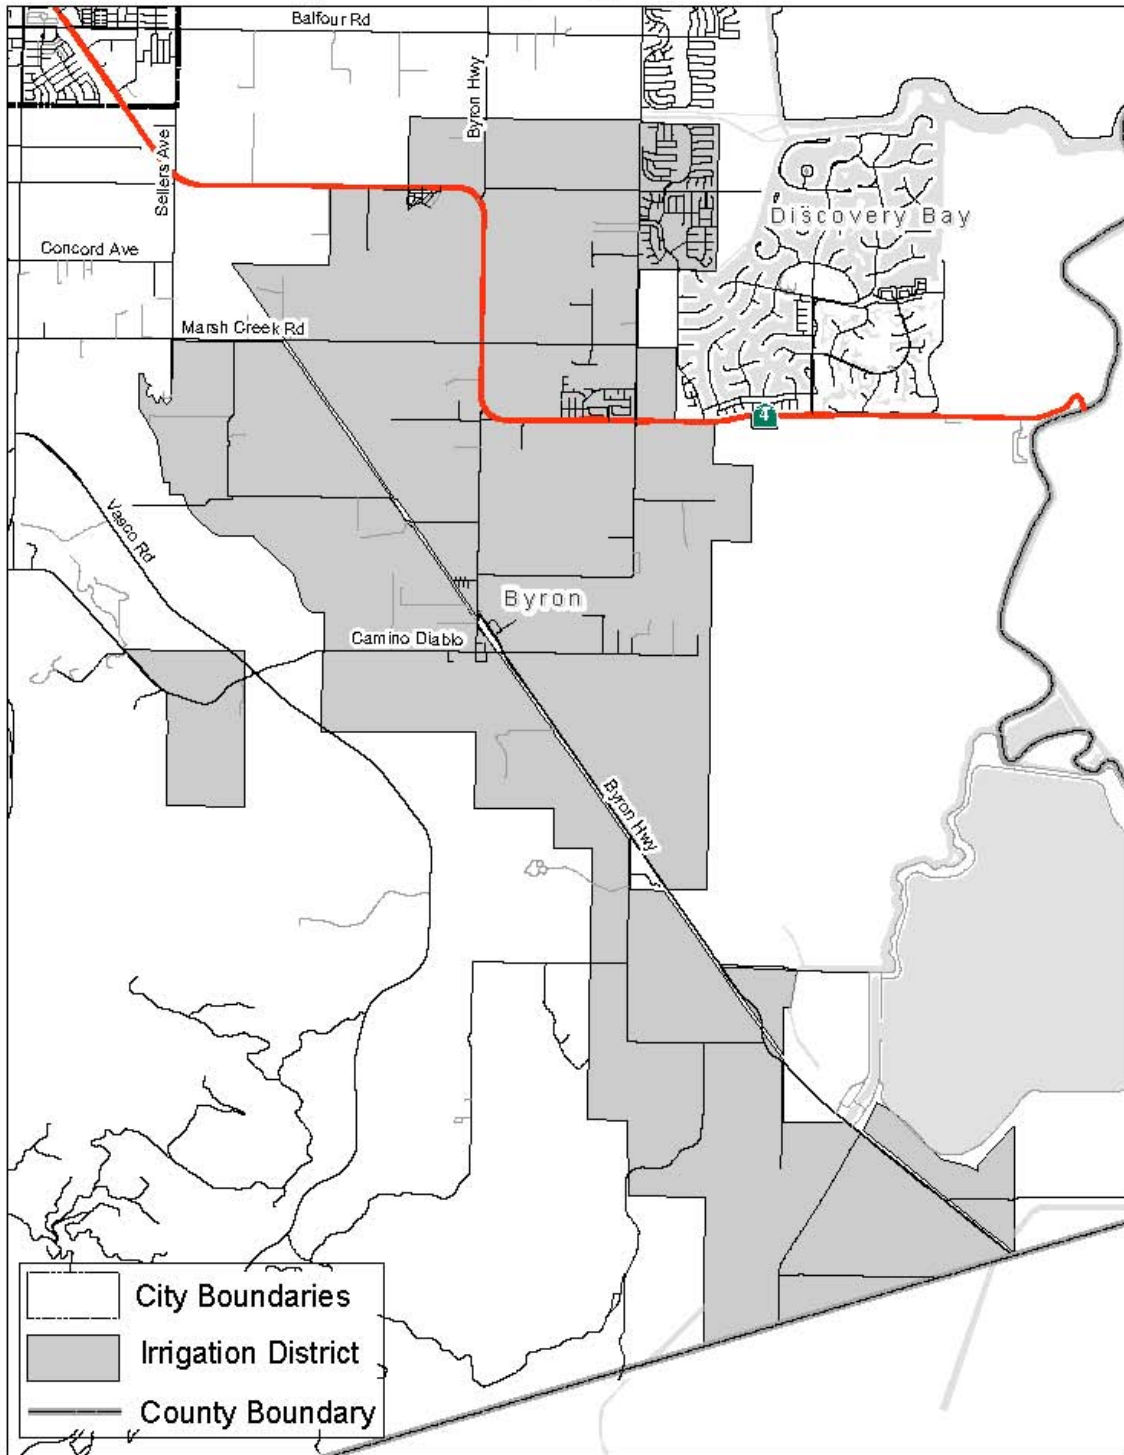 Balfour Rd
Byron Hwy
Sellers Ave
Discovery Bay
Concord Ave
Marsh Creek Rd
4
Vasco Rd
Byron
Camino Diablo
Byron Hwy
City Boundaries
Irrigation District
County Boundary